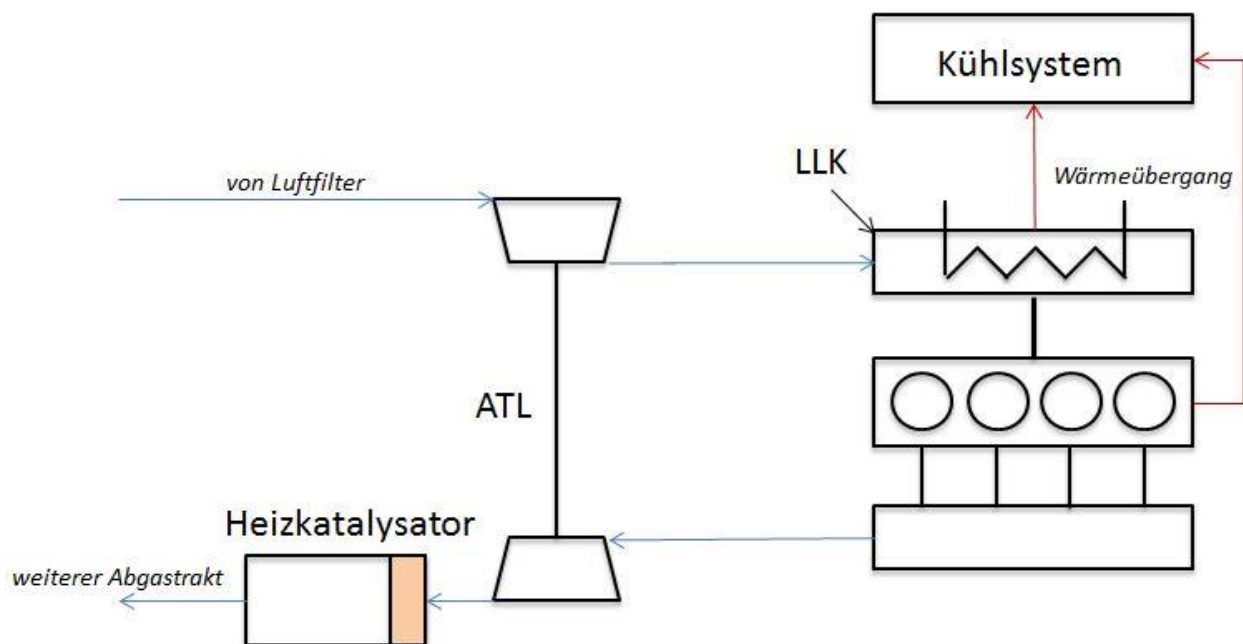 Kühlsystem
LLK
von Luftfilter
Wärmeübergang
ATL
Heizkatalysator
weiterer Abgastrakt